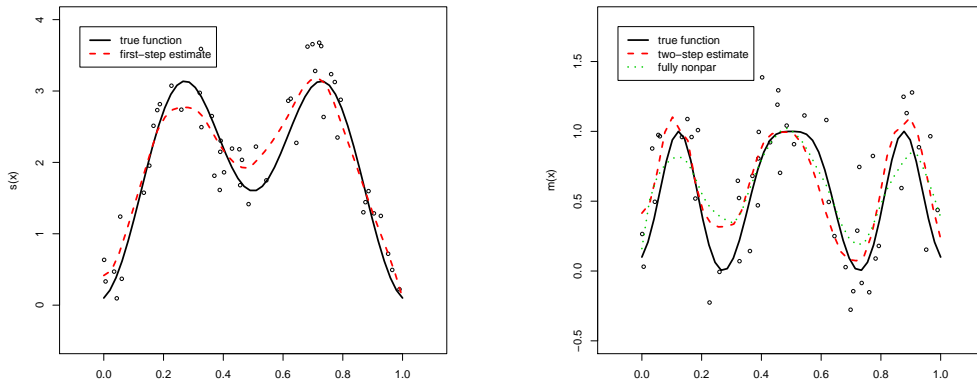 true function
first−step estimate
s(x)
4
3
2
1
0
0.0 0.2 0.4 0.6 0.8 1.0
true function
two−step estimate
fully nonpar
m(x)
1.5
1.0
0.5
0.0
−0.5
0.0 0.2 0.4 0.6 0.8 1.0